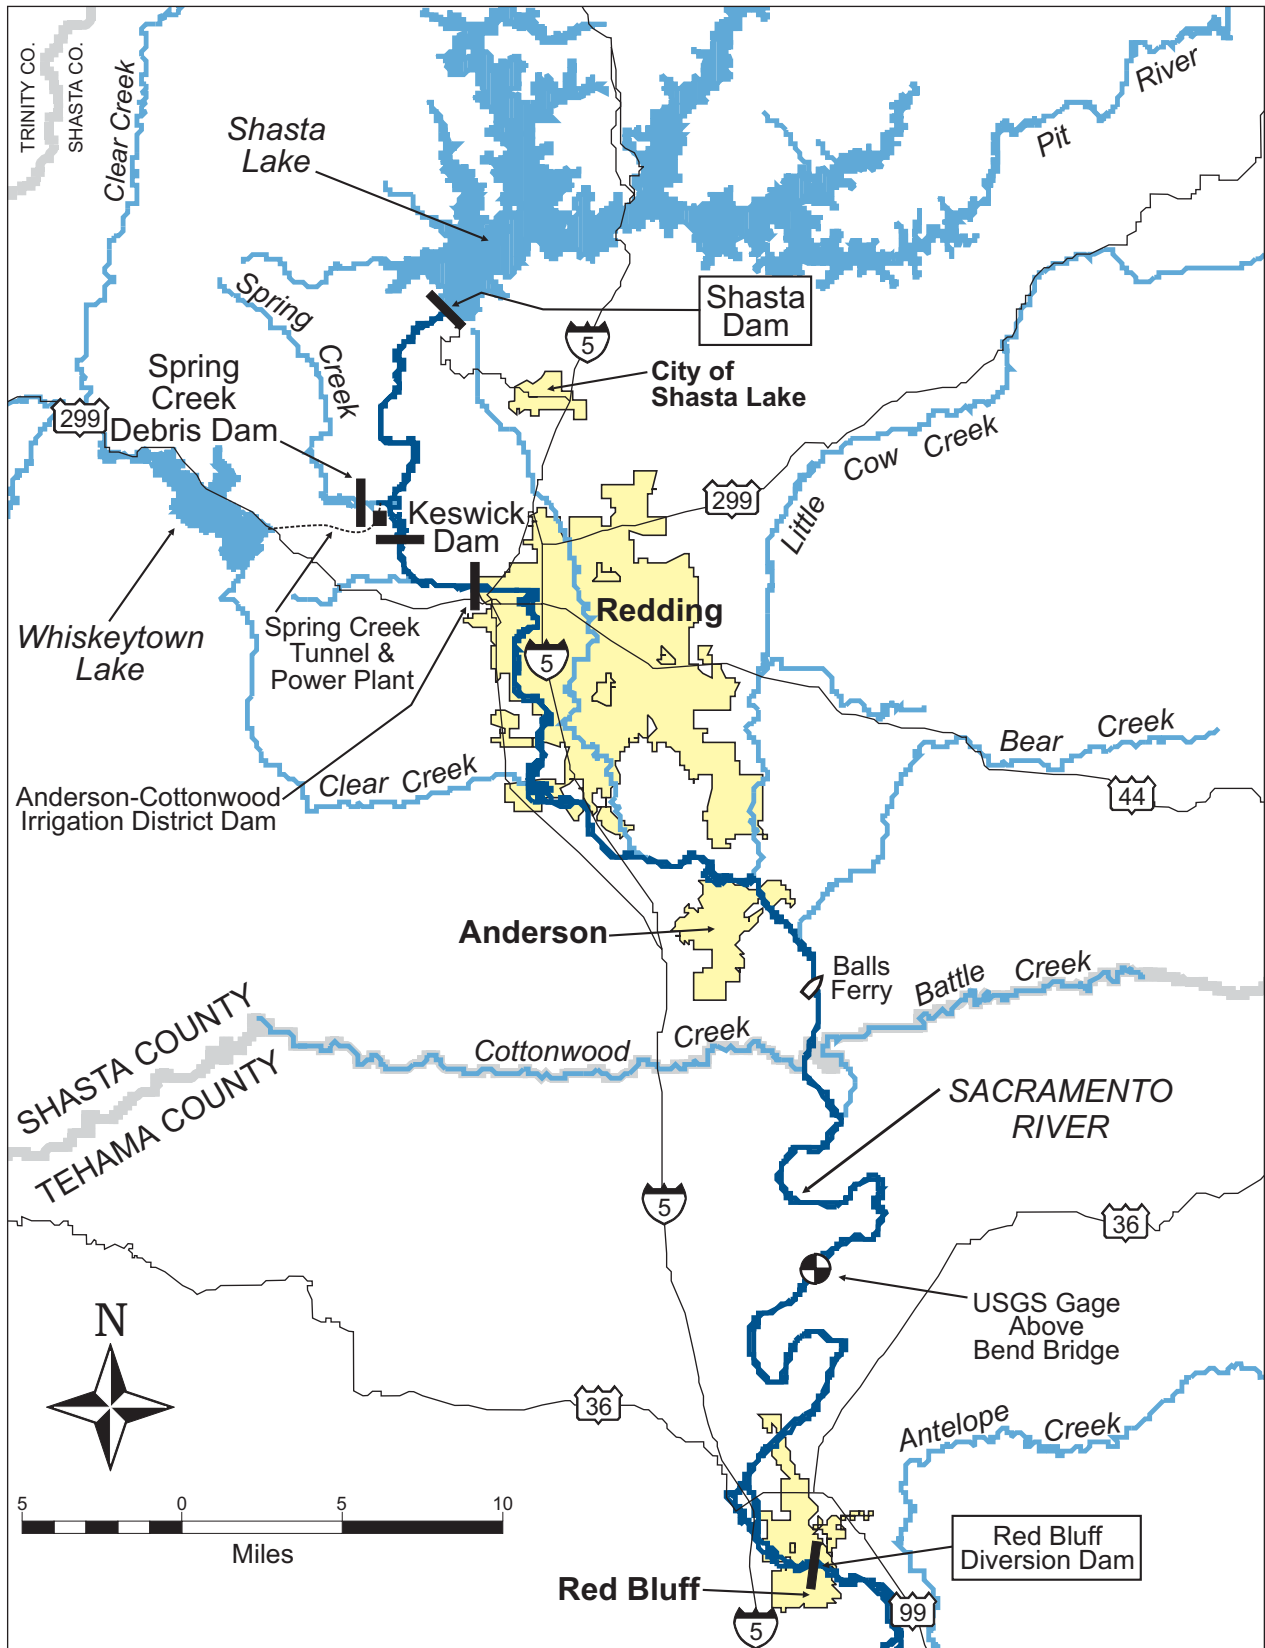 TRINITY CO.
SHASTA CO.
Clear Creek
Shasta
Lake
Pit
River
Spring
Creek
Shasta
Dam
5
City of
Shasta Lake
Spring
Creek
Debris Dam
299
Little
Cow
Creek
299
Keswick
Dam
Redding
Whiskeytown
Lake
Spring Creek
Tunnel &
Power Plant
5
Bear
Creek
Clear Creek
44
Anderson-Cottonwood
Irrigation District Dam
Anderson
Balls
Ferry
Battle
Creek
SHASTA COUNTY
TEHAMA COUNTY
Cottonwood
Creek
SACRAMENTO
RIVER
5
36
USGS Gage
Above
Bend Bridge
N
36
Antelope
Creek
5 0 5 10
Miles
Red Bluff
Diversion Dam
Red Bluff
5
99